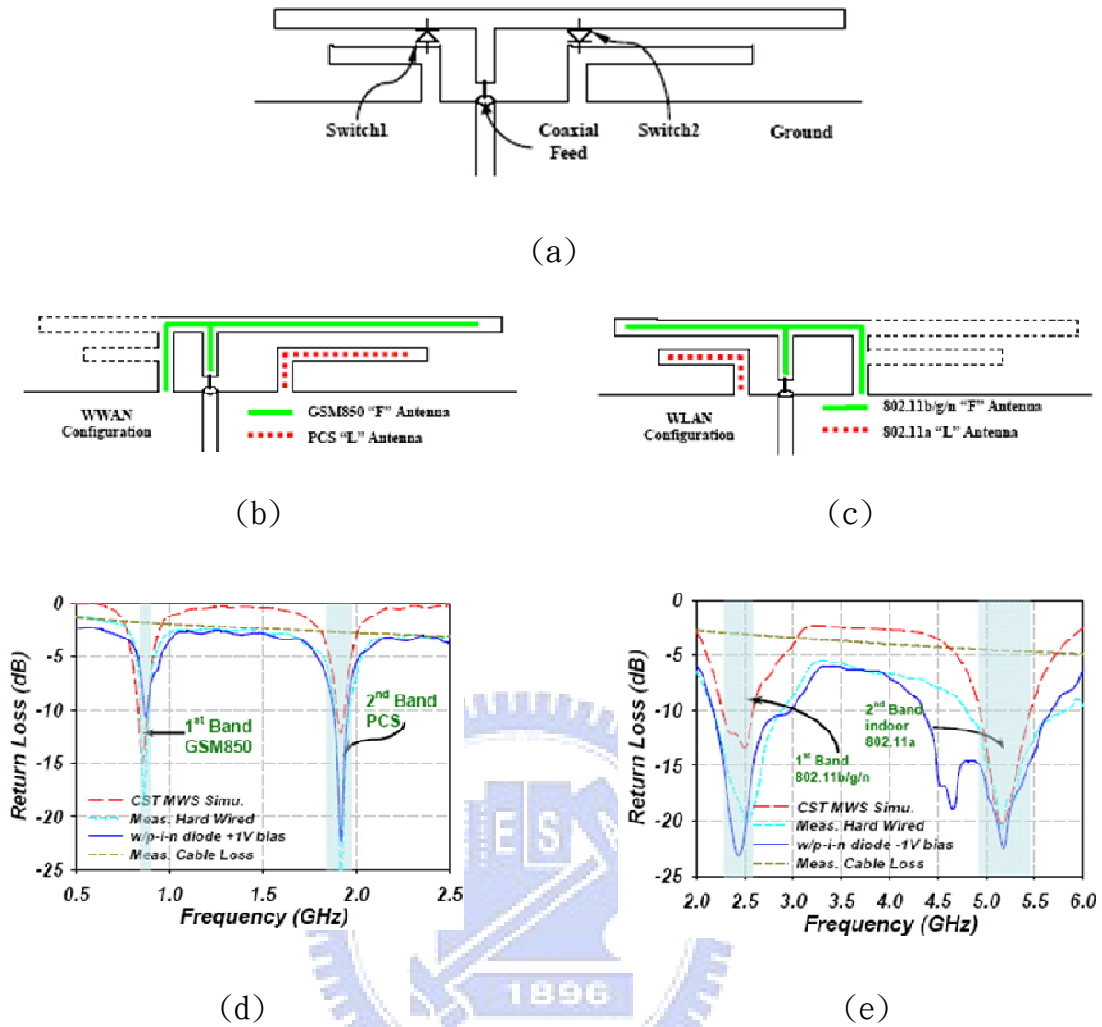 Switch1
Coaxial
Feed
Switch2
Ground
(a)
WWAN
Configuration
GSM850 “F” Antenna
PCS “L” Antenna
(b)
WLAN
Configuration
802.11b/g/n “F” Antenna
802.11a “L” Antenna
(c)
Return Loss (dB)
0
-5
-10
-15
-20
-25
1st Band
GSM850
2nd Band
PCS
CST MWS Simu.
Meas. Hard Wired
w/p-i-n diode +1V bias
Meas. Cable Loss
0.5
1.0
1.5
2.0
2.5
Frequency (GHz)
(d)
Return Loss (dB)
0
-5
-10
-15
-20
-25
1st Band
802.11b/g/n
2nd Band
indoor
802.11a
CST MWS Simu.
Meas. Hard Wired
w/p-i-n diode -1V bias
Meas. Cable Loss
2.0
2.5
3.0
3.5
4.0
4.5
5.0
5.5
6.0
Frequency (GHz)
(e)
ES
1896